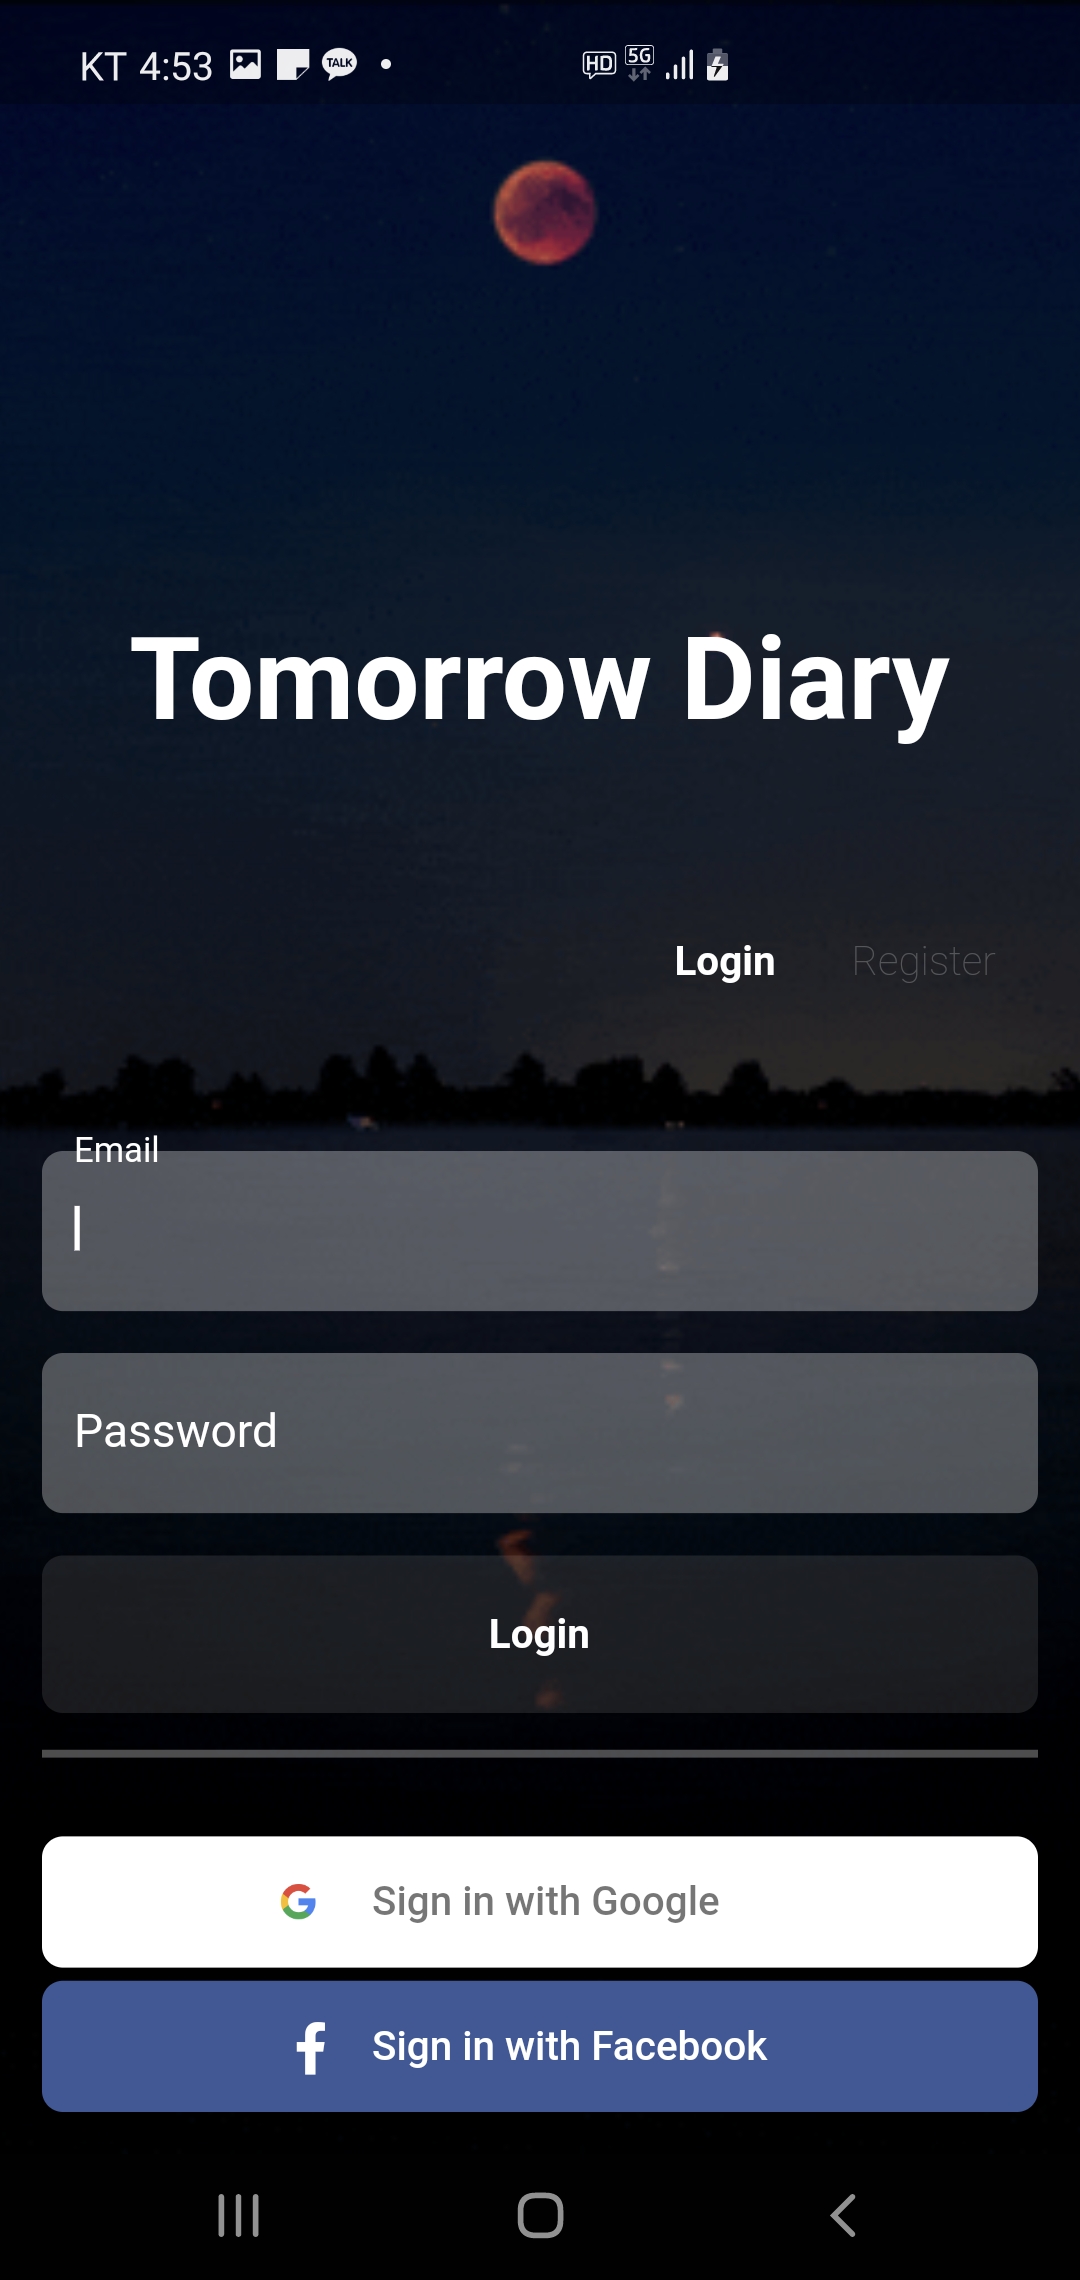 KT 4:53 TALK HD 5G
Tomorrow Diary
Login Register
Email
Password
Login
Sign in with Google
Sign in with Facebook